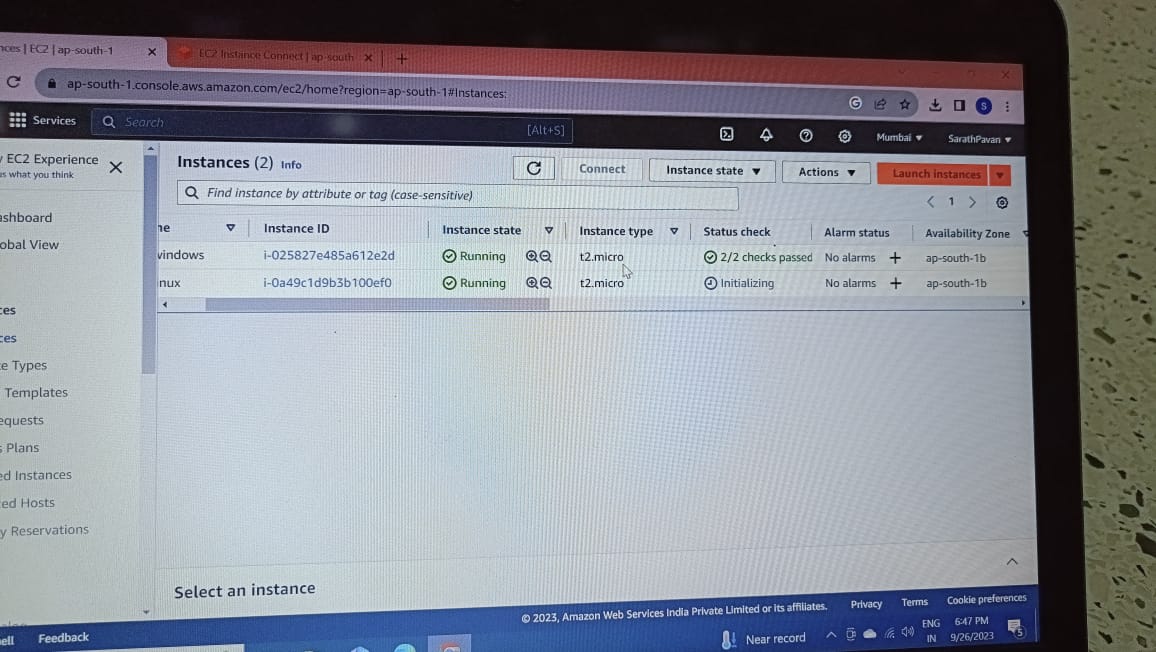 nces | EC2 | ap-south-1 EC2 Instance Connect | ap-south
ap-south-1.console.aws.amazon.com/ec2/home?region=ap-south-1#Instances:
Services Search [Alt+S] Mumbai SarathPavan
EC2 Experience
s what you think
Instances (2) Info Connect Instance state Actions Launch instances
Find instance by attribute or tag (case-sensitive) 1
ne Instance ID Instance state Instance type Status check Alarm status Availability Zone
vindows i-025827e485a612e2d Running t2.micro 2/2 checks passed No alarms + ap-south-1b
nux i-0a49c1d9b3b100ef0 Running t2.micro Initializing No alarms + ap-south-1b
ashboard
obal View
ces
ces
e Types
Templates
equests
s Plans
ed Instances
ed Hosts
y Reservations
Select an instance
© 2023, Amazon Web Services India Private Limited or its affiliates. Privacy Terms Cookie preferences
ell Feedback
Near record ENG IN 6:47 PM 9/26/2023 5